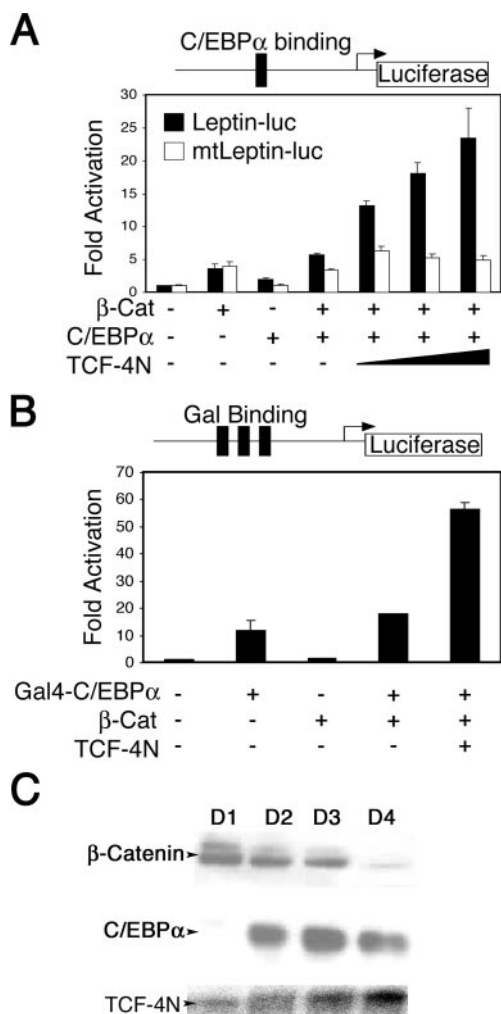 A
C/EBPα binding
Luciferase
30
25
20
15
10
5
0
Fold Activation
Leptin-luc
mtLeptin-luc
β-Cat - + - + + + +
C/EBPα - - + + + + +
TCF-4N - - - -
B
Gal Binding
Luciferase
70
60
50
40
30
20
10
0
Fold Activation
Gal4-C/EBPα - + - + +
β-Cat - - + + +
TCF-4N - - - - +
C
D1 D2 D3 D4
β-Catenin
C/EBPα
TCF-4N